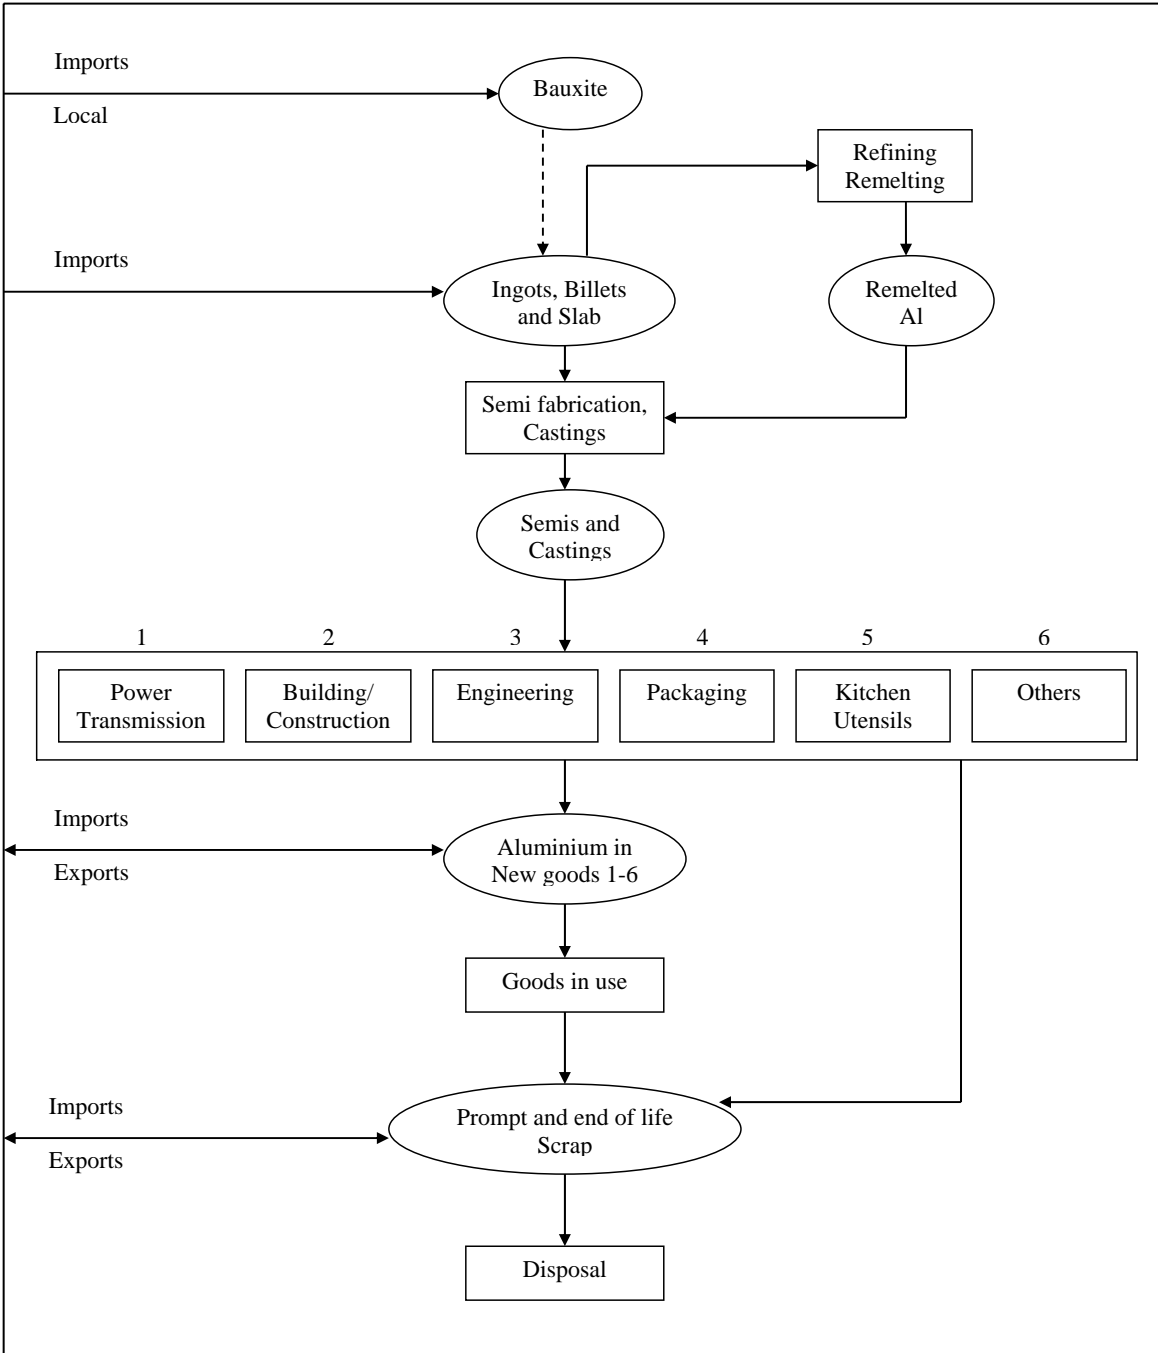 Imports
Bauxite
Local
Refining
Remelting
Imports
Ingots, Billets
and Slab
Remelted
Al
Semi fabrication,
Castings
Semis and
Castings
1 2 3 4 5 6
Power
Transmission
Building/
Construction
Engineering
Packaging
Kitchen
Utensils
Others
Imports
Exports
Aluminium in
New goods 1-6
Goods in use
Imports
Exports
Prompt and end of life
Scrap
Disposal